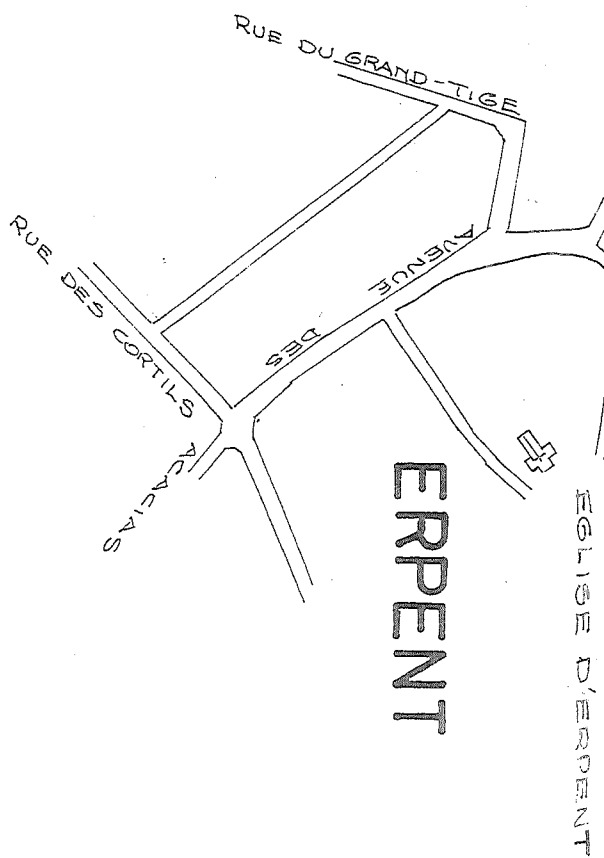 RUE DU GRAND-TIGE
AVENUE DES ACACIAS
RUE DES CORTILS
ERPENT
EGLISE D'ERPENT